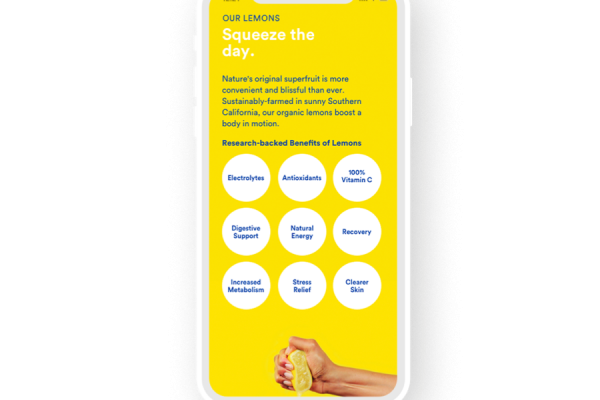 OUR LEMONS
Squeeze the
day.
Nature's original superfruit is more
convenient and blissful than ever.
Sustainably-farmed in sunny Southern
California, our organic lemons boost a
body in motion.
Research-backed Benefits of Lemons
Electrolytes
Antioxidants
100%
Vitamin C
Digestive
Support
Natural
Energy
Recovery
Increased
Metabolism
Stress
Relief
Clearer
Skin